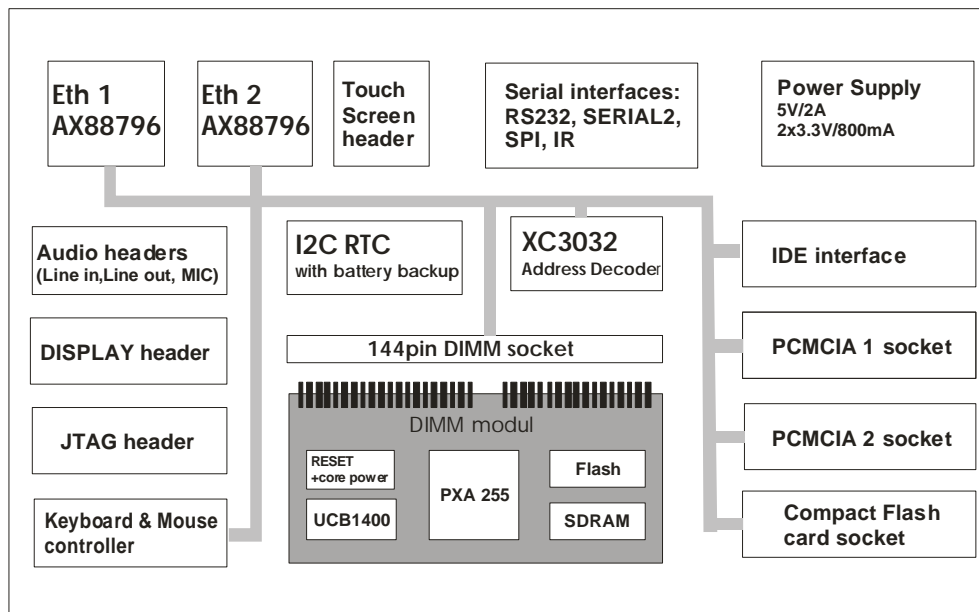 Eth 1
AX88796
Eth 2
AX88796
Touch
Screen
header
Serial interfaces:
RS232, SERIAL2,
SPI, IR
Power Supply
5V/2A
2x3.3V/800mA
Audio headers
(Line in,Line out, MIC)
I2C RTC
with battery backup
XC3032
Address Decoder
IDE interface
DISPLAY header
144pin DIMM socket
PCMCIA 1 socket
JTAG header
DIMM modul
RESET
+core power
PXA 255
Flash
UCB1400
SDRAM
PCMCIA 2 socket
Keyboard & Mouse
controller
Compact Flash
card socket